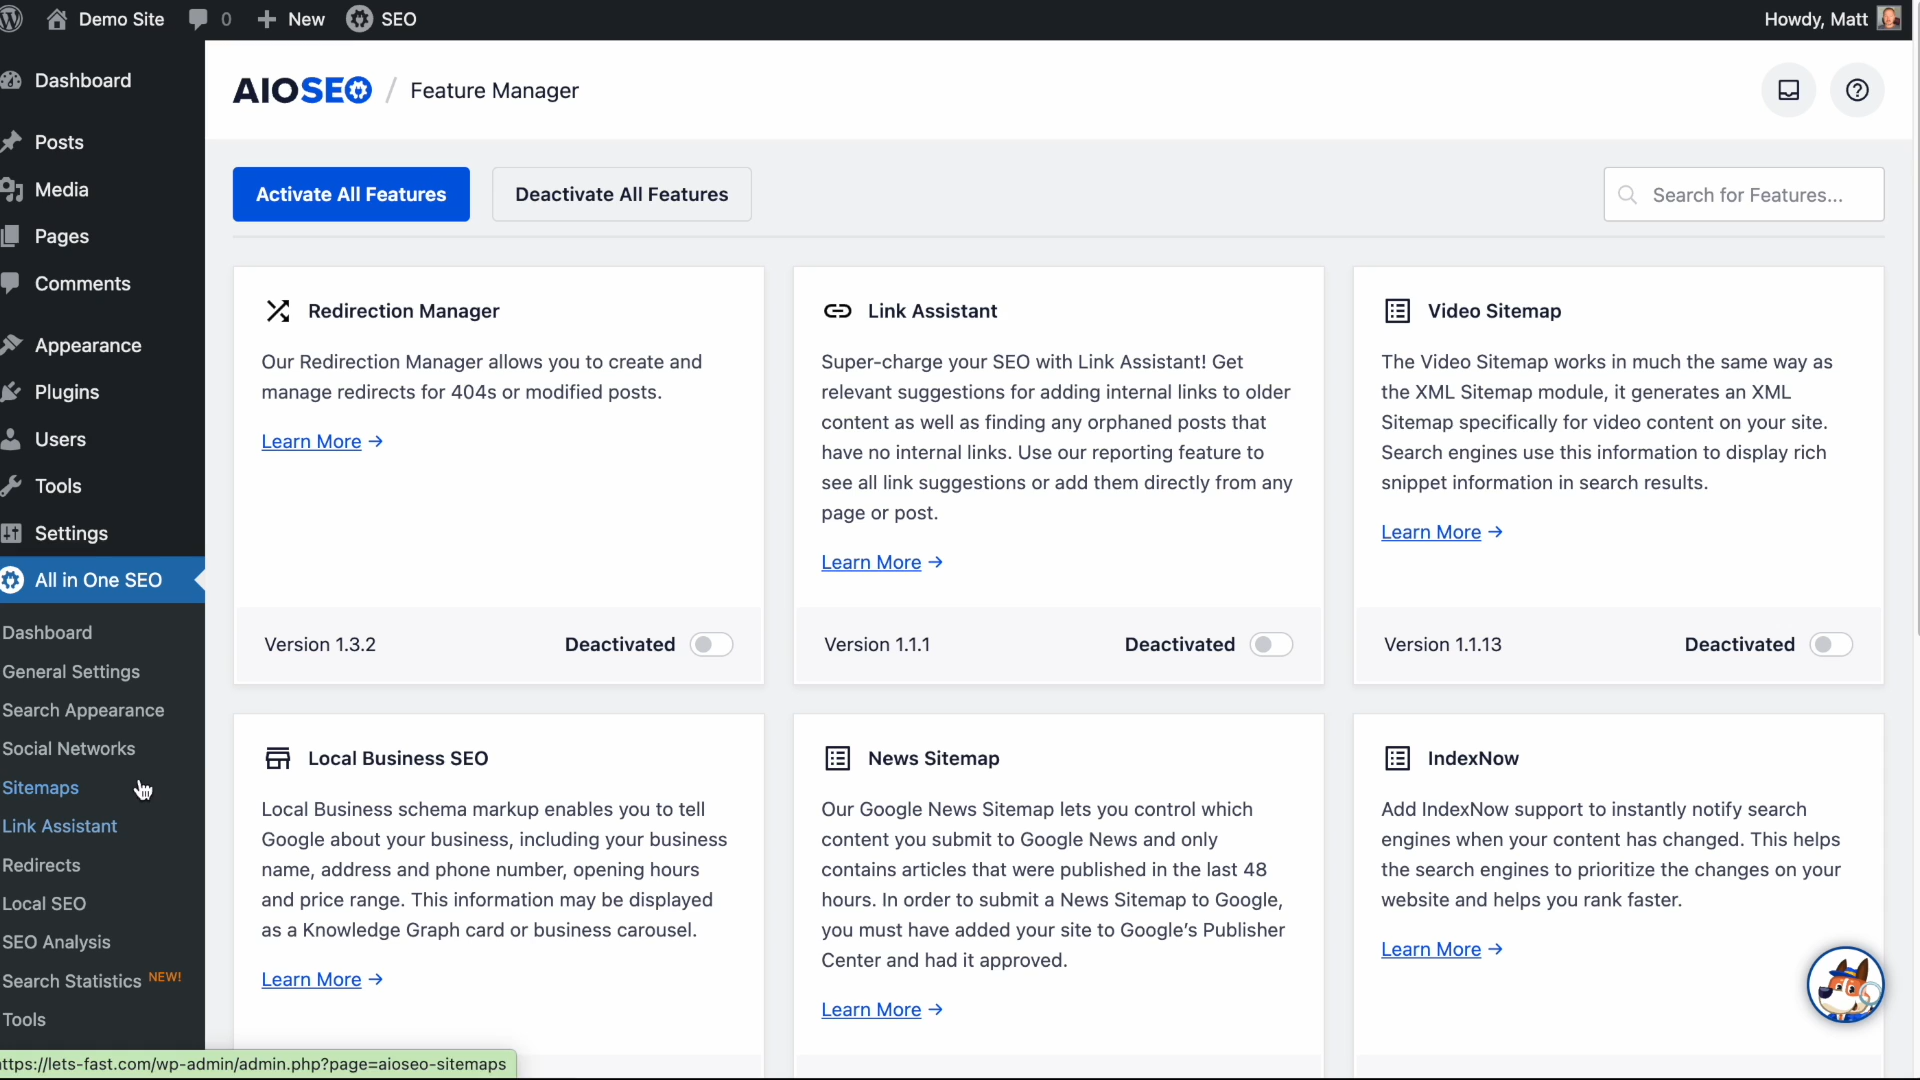 Demo Site
0
New
SEO
Howdy, Matt
Dashboard
Posts
Media
Pages
Comments
Appearance
Plugins
Users
Tools
Settings
All in One SEO
Dashboard
General Settings
Search Appearance
Social Networks
Sitemaps
Link Assistant
Redirects
Local SEO
SEO Analysis
Search Statistics NEW!
Tools
ttps://lets-fast.com/wp-admin/admin.php?page=aioseo-sitemaps
AIOSEO / Feature Manager
Activate All Features
Deactivate All Features
Search for Features...
Redirection Manager
Our Redirection Manager allows you to create and
manage redirects for 404s or modified posts.
Learn More →
Version 1.3.2
Deactivated
Link Assistant
Super-charge your SEO with Link Assistant! Get
relevant suggestions for adding internal links to older
content as well as finding any orphaned posts that
have no internal links. Use our reporting feature to
see all link suggestions or add them directly from any
page or post.
Learn More →
Version 1.1.1
Deactivated
Video Sitemap
The Video Sitemap works in much the same way as
the XML Sitemap module, it generates an XML
Sitemap specifically for video content on your site.
Search engines use this information to display rich
snippet information in search results.
Learn More →
Version 1.1.13
Deactivated
Local Business SEO
Local Business schema markup enables you to tell
Google about your business, including your business
name, address and phone number, opening hours
and price range. This information may be displayed
as a Knowledge Graph card or business carousel.
Learn More →
News Sitemap
Our Google News Sitemap lets you control which
content you submit to Google News and only
contains articles that were published in the last 48
hours. In order to submit a News Sitemap to Google,
you must have added your site to Google's Publisher
Center and had it approved.
Learn More →
IndexNow
Add IndexNow support to instantly notify search
engines when your content has changed. This helps
the search engines to prioritize the changes on your
website and helps you rank faster.
Learn More →